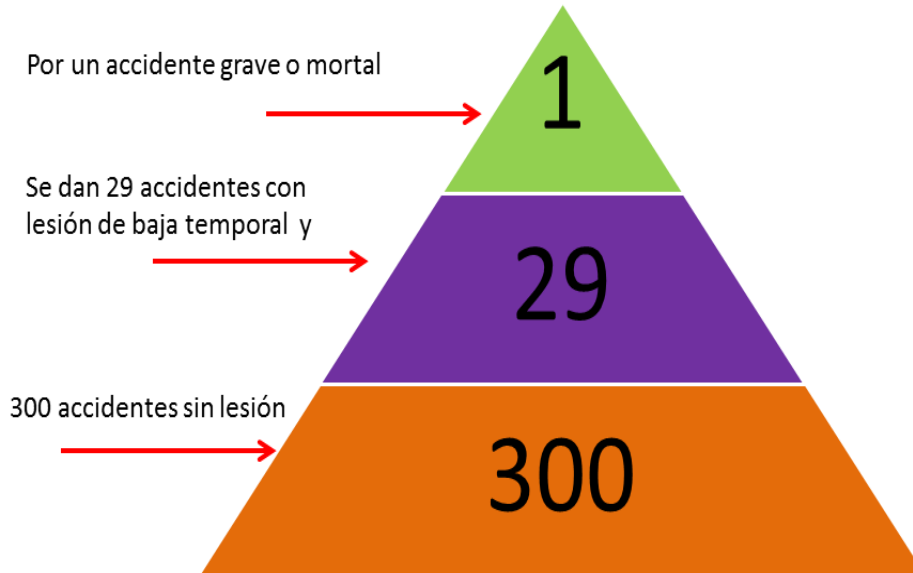 Por un accidente grave o mortal
1
Se dan 29 accidentes con
lesión de baja temporal y
29
300 accidentes sin lesión
300